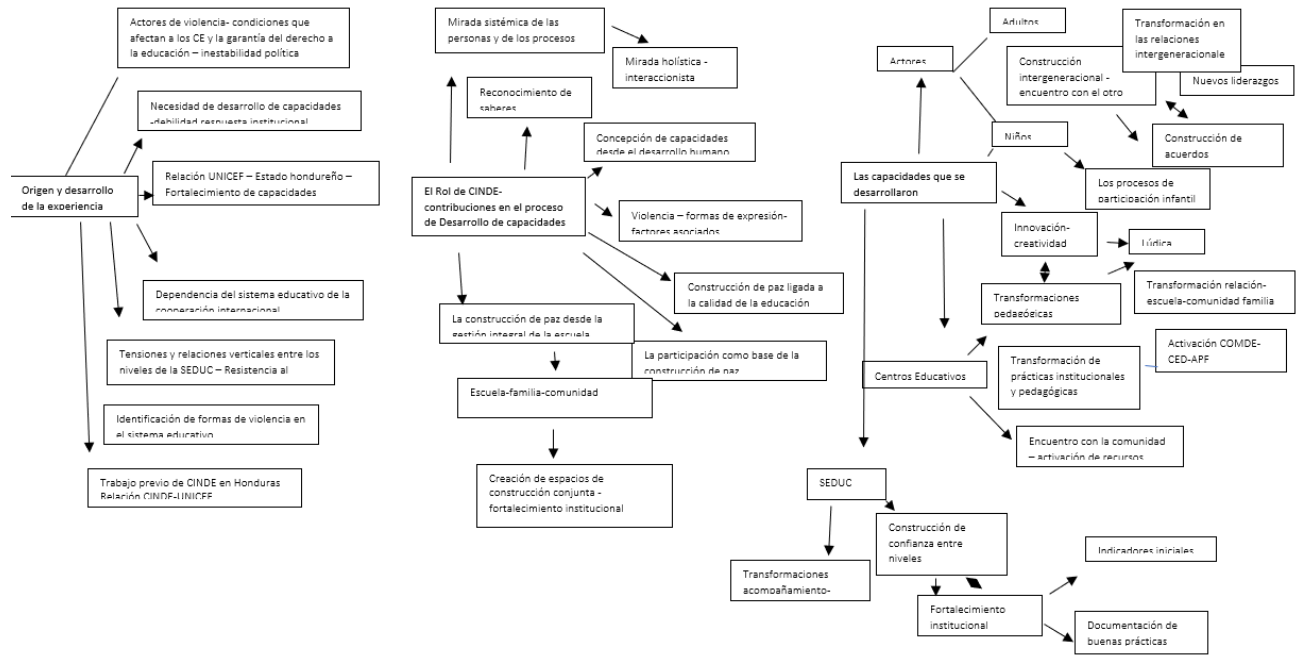 Actores de violencia- condiciones que
afectan a los CE y la garantía del derecho a
la educación – inestabilidad política
Necesidad de desarrollo de capacidades
-debilidad respuesta institucional
Relación UNICEF – Estado hondureño –
Fortalecimiento de capacidades
Origen y desarrollo
de la experiencia
Dependencia del sistema educativo de la
cooperación internacional
Tensiones y relaciones verticales entre los
niveles de la SEDUC – Resistencia al
Identificación de formas de violencia en
el sistema educativo
Trabajo previo de CINDE en Honduras
Relación CINDE-UNICEF
Mirada sistémica de las
personas y de los procesos
Mirada holística -
interaccionista
Reconocimiento de
saberes
Concepción de capacidades
desde el desarrollo humano
El Rol de CINDE-
contribuciones en el proceso
de Desarrollo de capacidades
Violencia – formas de expresión-
factores asociados
Construcción de paz ligada a
la calidad de la educación
La construcción de paz desde la
gestión integral de la escuela
La participación como base de la
construcción de paz
Escuela-familia-comunidad
Creación de espacios de
construcción conjunta -
fortalecimiento institucional
Adultos
Actores
Construcción
intergeneracional -
encuentro con el otro
Transformación en
las relaciones
intergeneracionale
Nuevos liderazgos
Niños
Construcción de
acuerdos
Las capacidades que se
desarrollaron
Los procesos de
participación infantil
Innovación-
creatividad
Lúdica
Transformaciones
pedagógicas
Transformación relación-
escuela-comunidad familia
Centros Educativos
Transformación de
prácticas institucionales
y pedagógicas
Activación COMDE-
CED-APF
Encuentro con la comunidad
– activación de recursos
SEDUC
Construcción de
confianza entre
niveles
Transformaciones
acomoañamiento-
Fortalecimiento
institucional
Indicadores iniciales
Documentación de
buenas prácticas